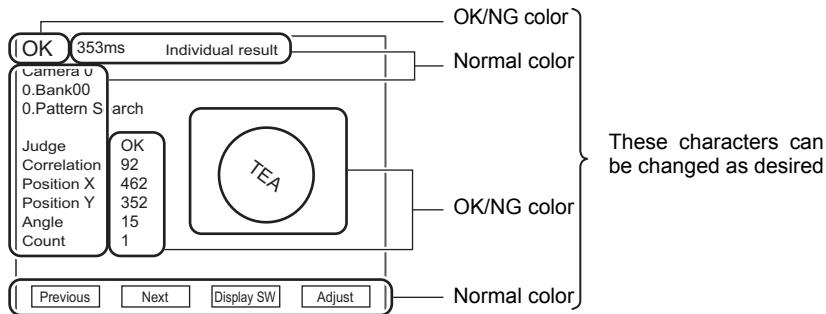 OK/NG color
OK 353ms Individual result
Normal color
Camera 0
0.Bank00
0.Pattern S arch
Judge OK
Correlation 92
Position X 462
Position Y 352
Angle 15
Count 1
TEA
These characters can
be changed as desired
OK/NG color
Previous Next Display SW Adjust
Normal color